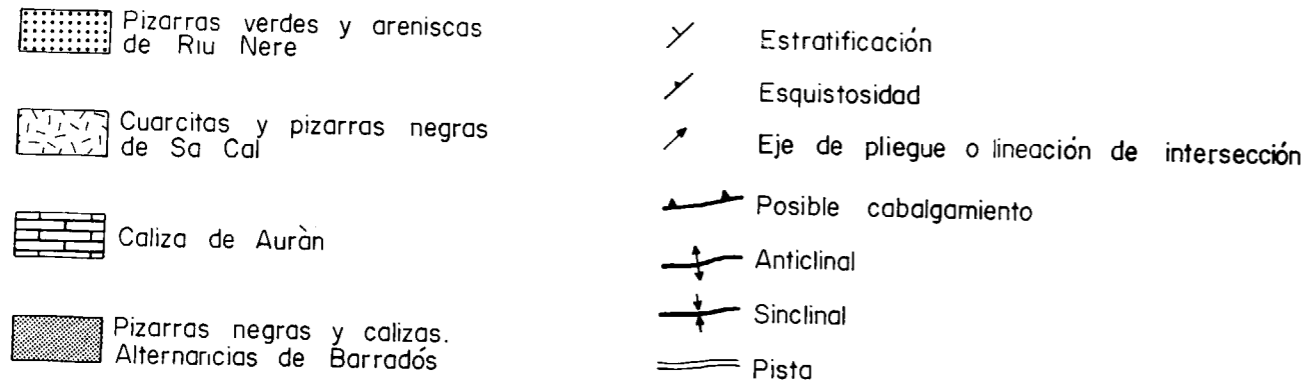 Pizarras verdes y areniscas
de Riu Nere
Cuarcitas y pizarras negras
de Sa Cal
Caliza de Auràn
Pizarras negras y calizas.
Alternancias de Barradós
Estratificación
Esquistosidad
Eje de pliegue o lineación de intersección
Posible cabalgamiento
Anticlinal
Sinclinal
Pista